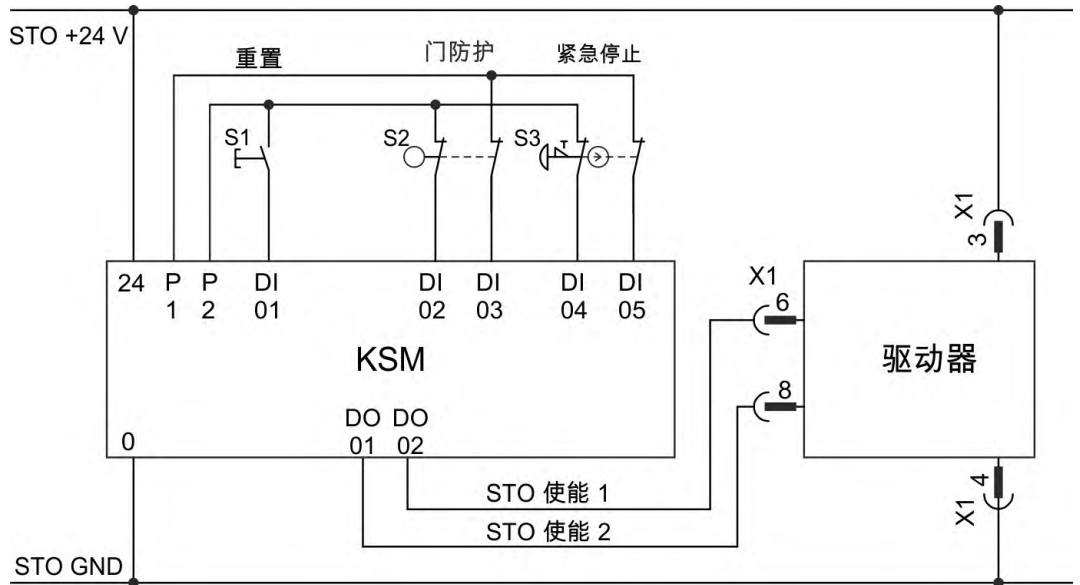 STO +24 V
重置
门防护
紧急停止
S1
S2
S3
X1
3
24 P P DI DI DI DI DI
1 2 01 02 03 04 05
X1
6
KSM
驱动器
8
DO DO
0 01 02
4
X1
STO 使能 1
STO 使能 2
STO GND